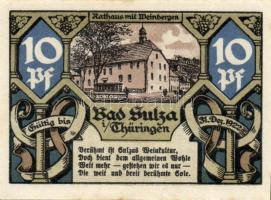 Rathaus mit Weinbergen
10 Pf
10 Pf
Bad Sulza
i/Thüringen
Gültig bis
31. Dez.
Berühmt ist Sulzas Weinkultur,
Doch dient dem allgemeinen Wohle
Weit mehr — gestehen wir es nur —
Die weit und breit berühmte Sole.